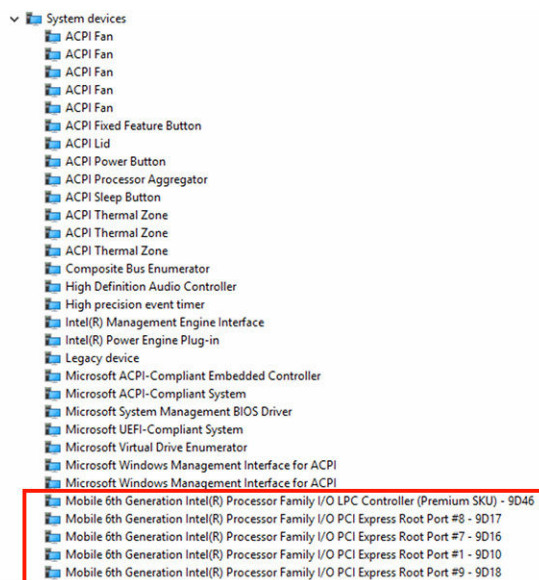 System devices
ACPI Fan
ACPI Fan
ACPI Fan
ACPI Fan
ACPI Fan
ACPI Fixed Feature Button
ACPI Lid
ACPI Power Button
ACPI Processor Aggregator
ACPI Sleep Button
ACPI Thermal Zone
ACPI Thermal Zone
ACPI Thermal Zone
Composite Bus Enumerator
High Definition Audio Controller
High precision event timer
Intel(R) Management Engine Interface
Intel(R) Power Engine Plug-in
Legacy device
Microsoft ACPI-Compliant Embedded Controller
Microsoft ACPI-Compliant System
Microsoft System Management BIOS Driver
Microsoft UEFI-Compliant System
Microsoft Virtual Drive Enumerator
Microsoft Windows Management Interface for ACPI
Microsoft Windows Management Interface for ACPI
Mobile 6th Generation Intel(R) Processor Family I/O LPC Controller (Premium SKU) - 9D46
Mobile 6th Generation Intel(R) Processor Family I/O PCI Express Root Port #8 - 9D17
Mobile 6th Generation Intel(R) Processor Family I/O PCI Express Root Port #7 - 9D16
Mobile 6th Generation Intel(R) Processor Family I/O PCI Express Root Port #1 - 9D10
Mobile 6th Generation Intel(R) Processor Family I/O PCI Express Root Port #9 - 9D18